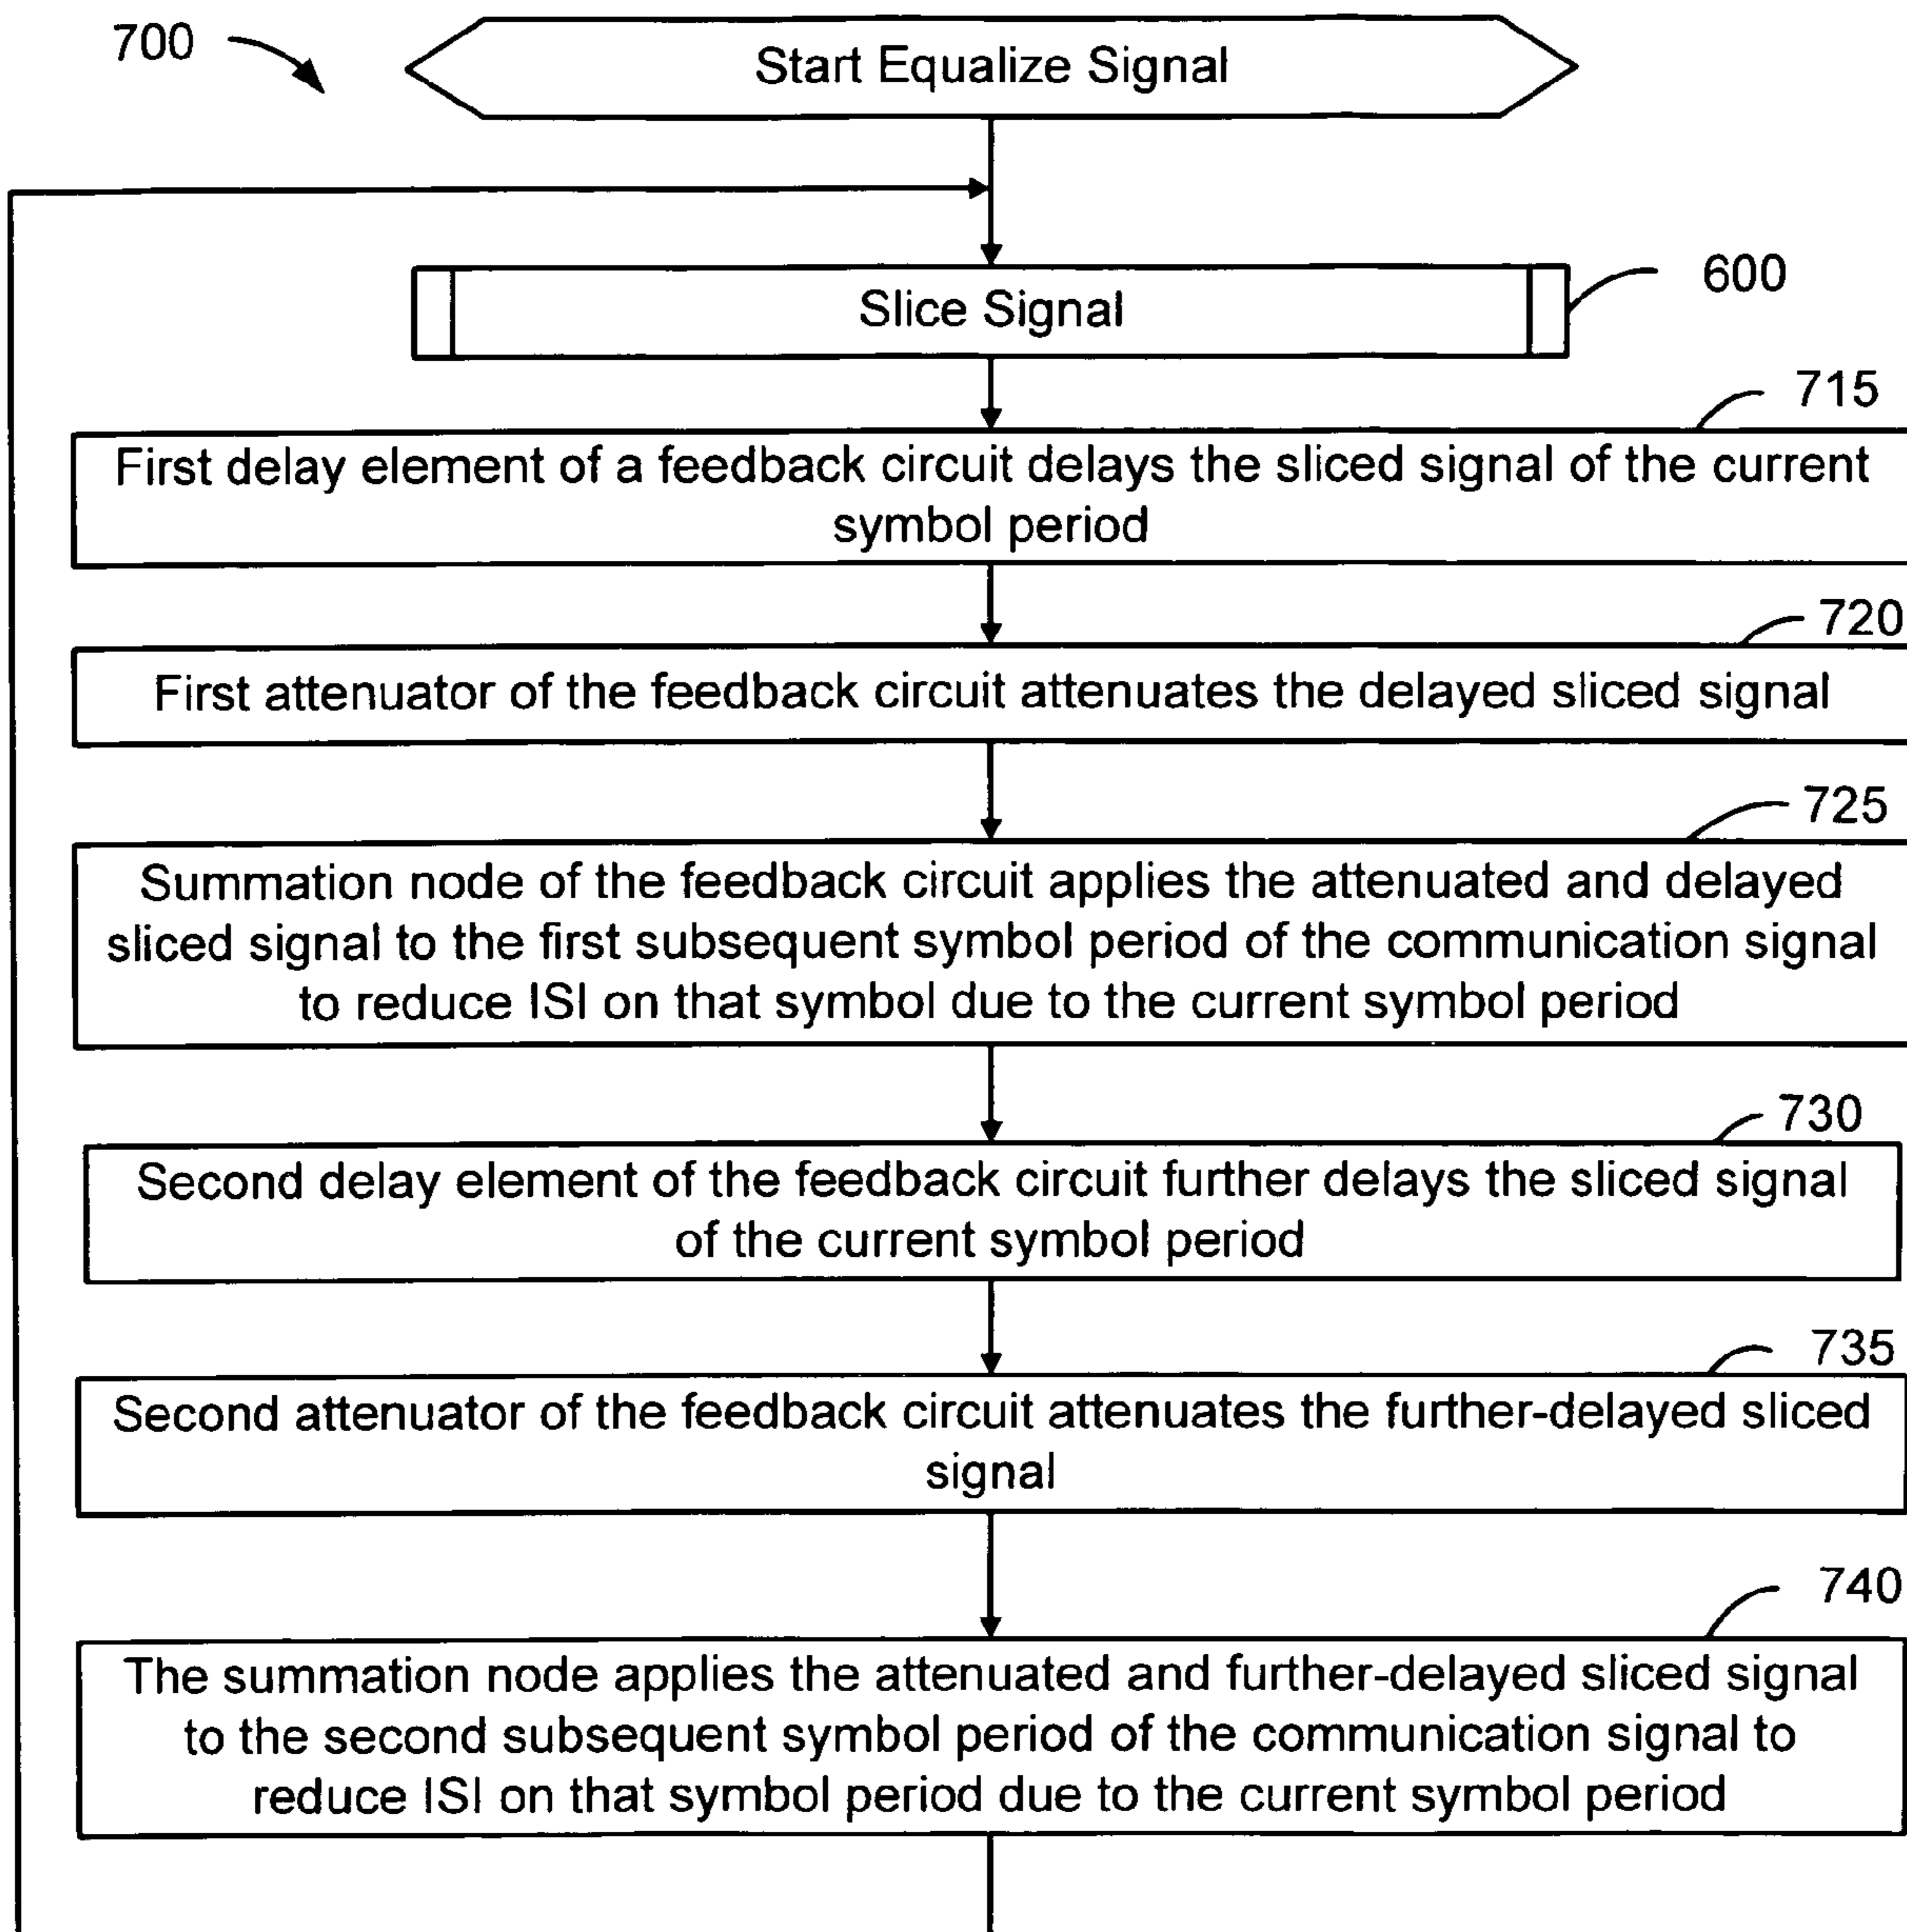 700
Start Equalize Signal
Slice Signal
600
715
First delay element of a feedback circuit delays the sliced signal of the current
symbol period
720
First attenuator of the feedback circuit attenuates the delayed sliced signal
725
Summation node of the feedback circuit applies the attenuated and delayed
sliced signal to the first subsequent symbol period of the communication signal
to reduce ISI on that symbol due to the current symbol period
730
Second delay element of the feedback circuit further delays the sliced signal
of the current symbol period
735
Second attenuator of the feedback circuit attenuates the further-delayed sliced
signal
740
The summation node applies the attenuated and further-delayed sliced signal
to the second subsequent symbol period of the communication signal to
reduce ISI on that symbol period due to the current symbol period